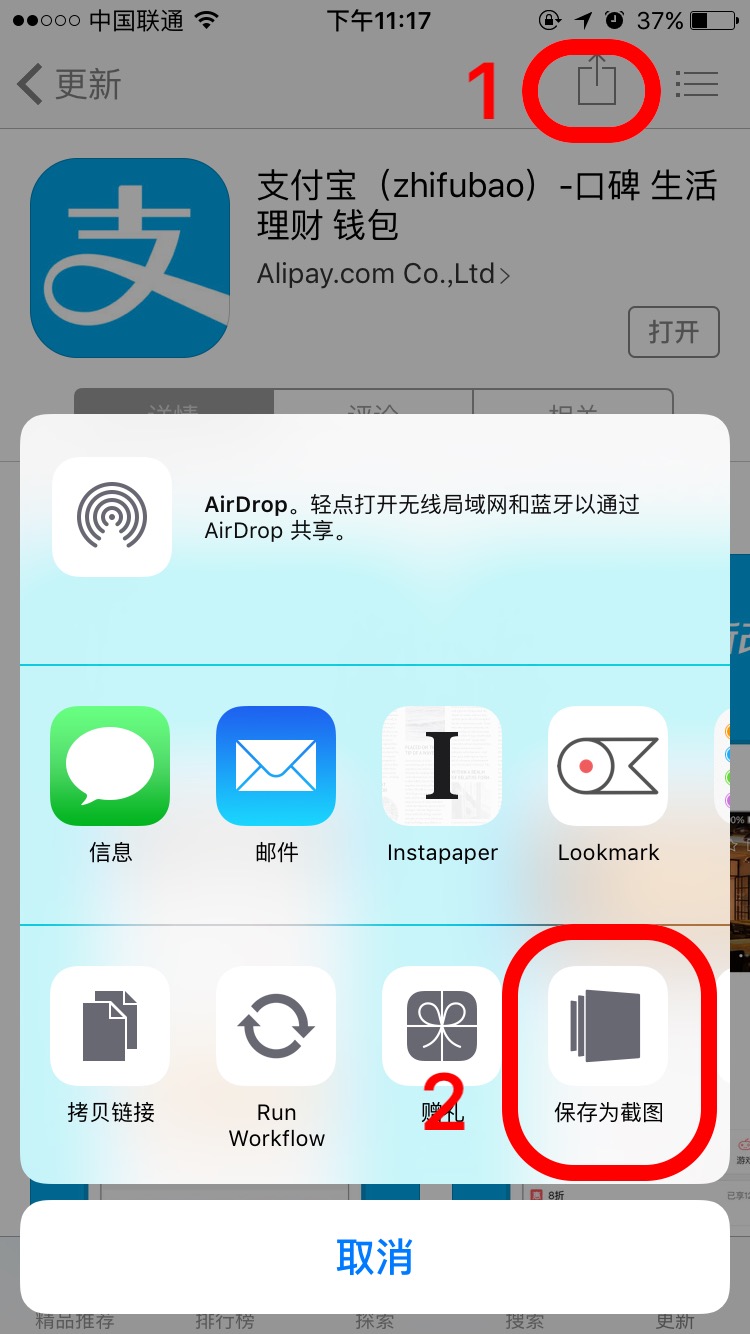 中国联通 下午11:17 37%
更新 1
支
支付宝（zhifubao）-口碑 生活
理财 钱包
Alipay.com Co.,Ltd
打开
详情 评论 相关
AirDrop。轻点打开无线局域网和蓝牙以通过
AirDrop 共享。
信息 邮件 Instapaper Lookmark
拷贝链接 Run
Workflow 赠礼 保存为截图
2
8折
取消
精品推荐 排行榜 探索 搜索 更新